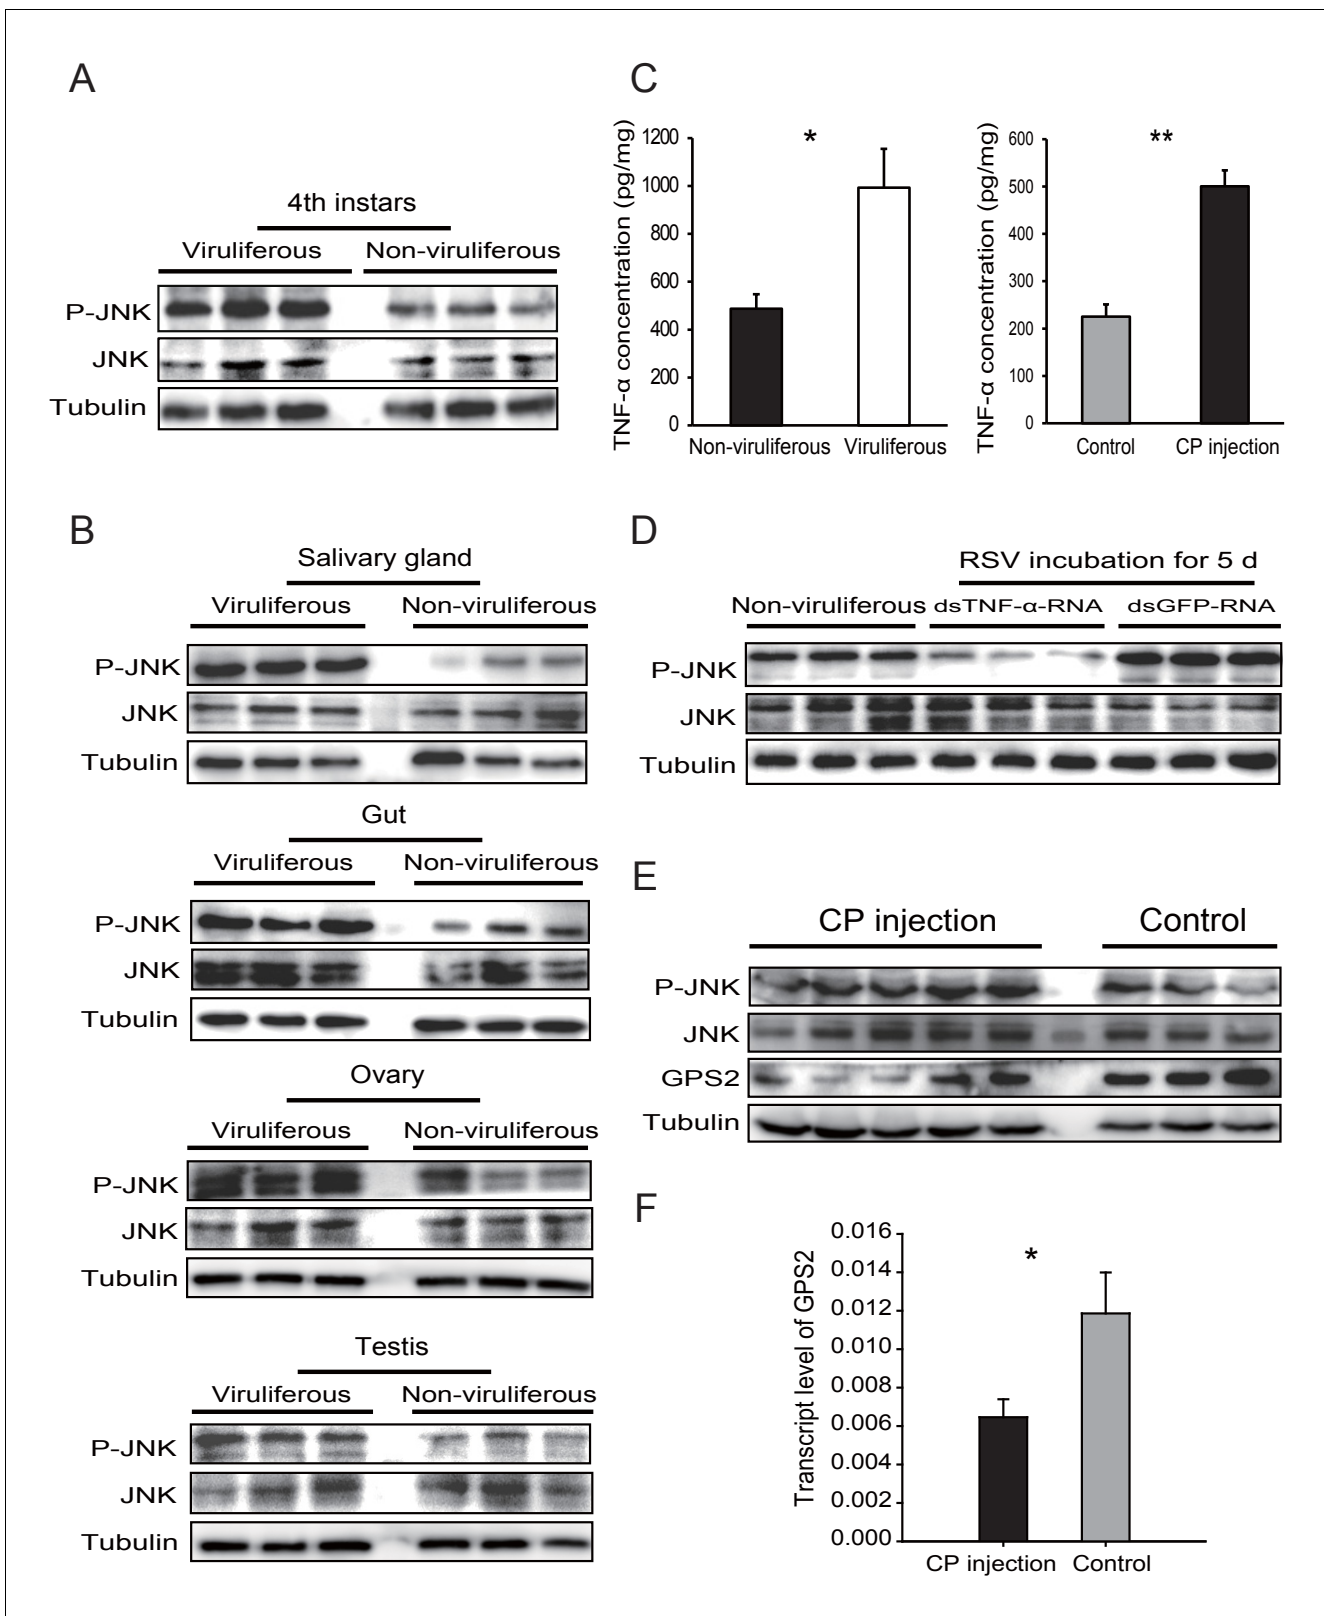 A
4th instars
Viruliferous Non-viruliferous
P-JNK
JNK
Tubulin
B
Salivary gland
Viruliferous Non-viruliferous
P-JNK
JNK
Tubulin
Gut
Viruliferous Non-viruliferous
P-JNK
JNK
Tubulin
Ovary
Viruliferous Non-viruliferous
P-JNK
JNK
Tubulin
Testis
Viruliferous Non-viruliferous
P-JNK
JNK
Tubulin
C
TNF-α concentration (pg/mg)
1200
1000
800
600
400
200
0
*
Non-viruliferous Viruliferous
TNF-α concentration (pg/mg)
600
500
400
300
200
100
0
**
Control CP injection
D
RSV incubation for 5 d
Non-viruliferous dsTNF-α-RNA dsGFP-RNA
P-JNK
JNK
Tubulin
E
CP injection Control
P-JNK
JNK
GPS2
Tubulin
F
Transcript level of GPS2
0.016
0.014
0.012
0.010
0.008
0.006
0.004
0.002
0.000
*
CP injection Control